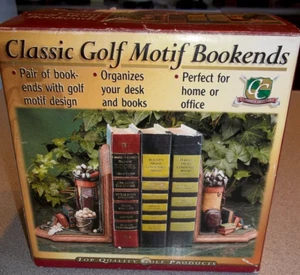 Classic Golf Motif Bookends
• Pair of book-
ends with golf
motif design
• Organizes
your desk
and books
• Perfect for
home or
office
TOP-QUALITY GOLF PRODUCTS